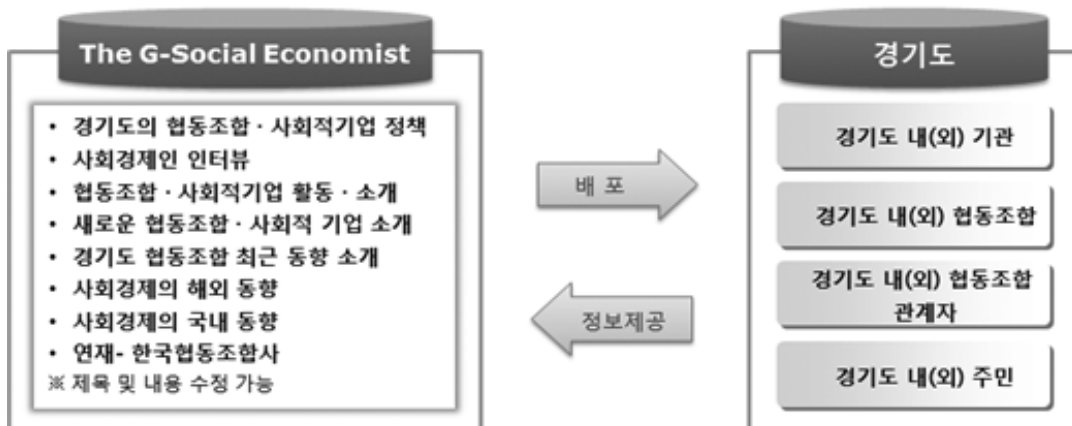 The G-Social Economist
• 경기도의 협동조합 · 사회적기업 정책
• 사회경제인 인터뷰
• 협동조합 · 사회적기업 활동 · 소개
• 새로운 협동조합 · 사회적 기업 소개
• 경기도 협동조합 최근 동향 소개
• 사회경제의 해외 동향
• 사회경제의 국내 동향
• 연재- 한국협동조합사
※ 제목 및 내용 수정 가능
배 포
정보제공
경기도
경기도 내(외) 기관
경기도 내(외) 협동조합
경기도 내(외) 협동조합
관계자
경기도 내(외) 주민